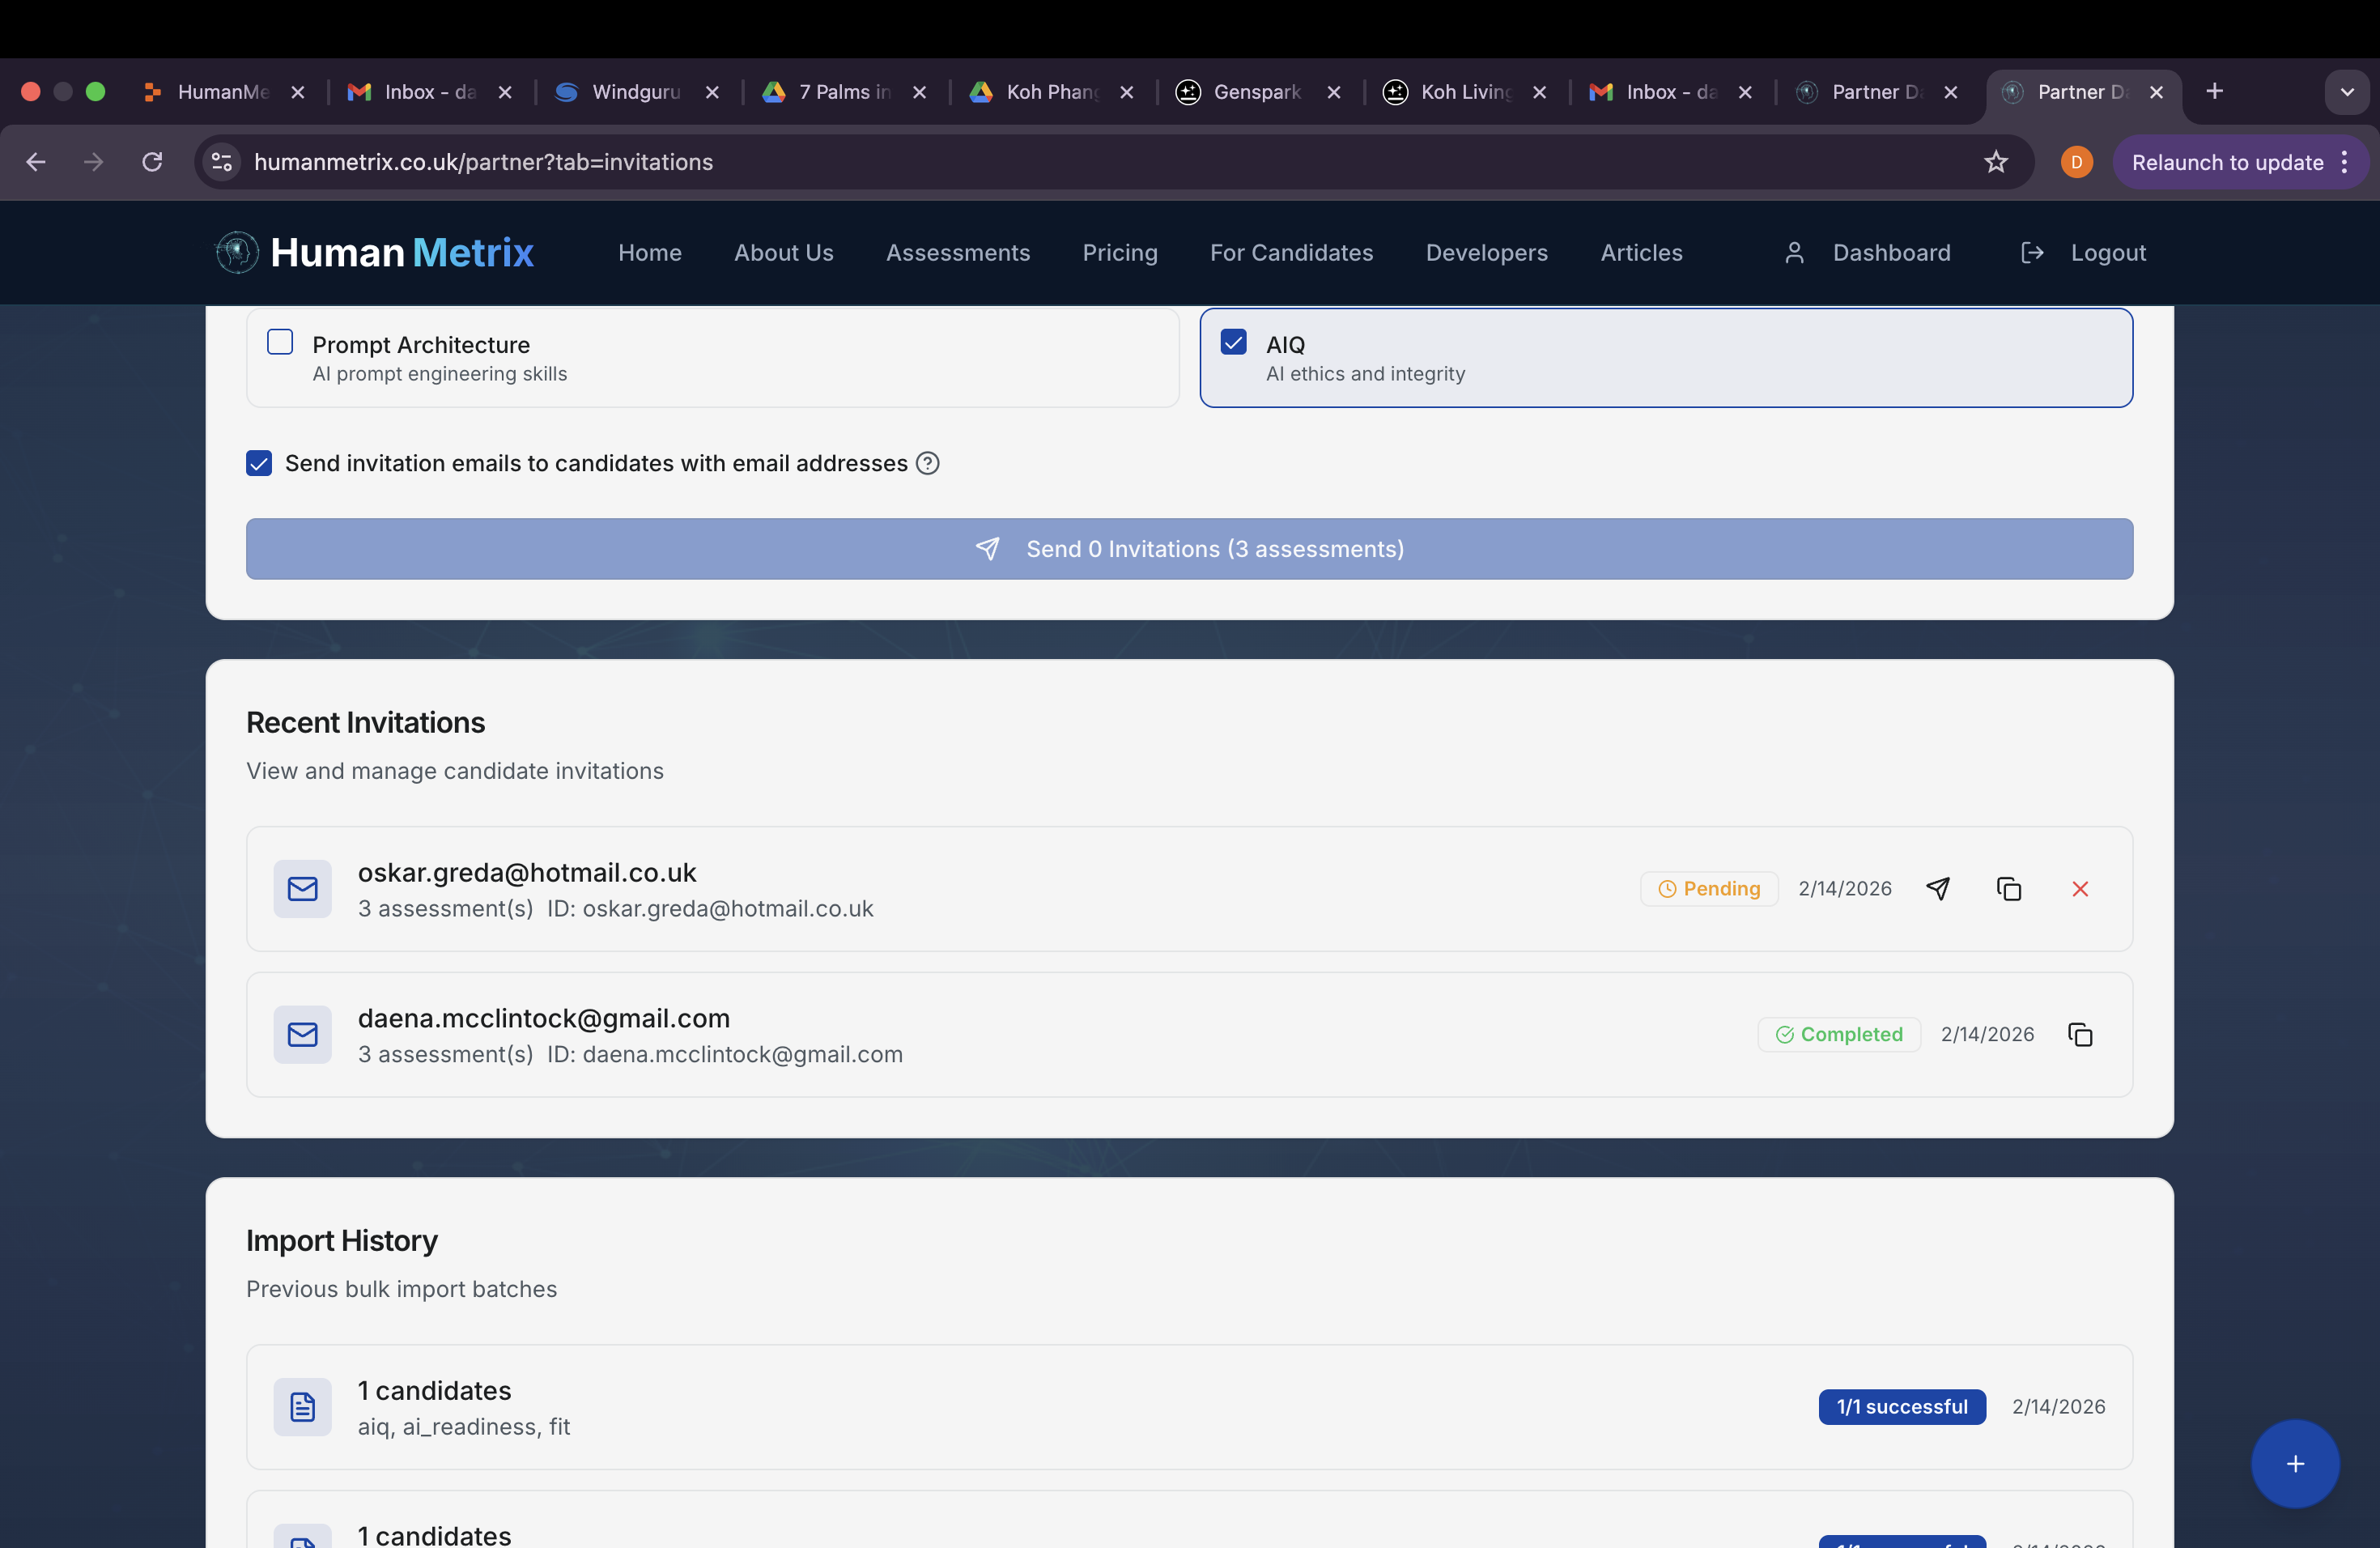 HumanMe
Inbox - da
Windguru
7 Palms in
Koh Phang
Genspark
Koh Living
Inbox - da
Partner Da
Partner Da
humanmetrix.co.uk/partner?tab=invitations
D
Relaunch to update
Human Metrix
Home
About Us
Assessments
Pricing
For Candidates
Developers
Articles
Dashboard
Logout
Prompt Architecture
AI prompt engineering skills
AIQ
AI ethics and integrity
Send invitation emails to candidates with email addresses
Send 0 Invitations (3 assessments)
Recent Invitations
View and manage candidate invitations
oskar.greda@hotmail.co.uk
3 assessment(s) ID: oskar.greda@hotmail.co.uk
Pending
2/14/2026
daena.mcclintock@gmail.com
3 assessment(s) ID: daena.mcclintock@gmail.com
Completed
2/14/2026
Import History
Previous bulk import batches
1 candidates
aiq, ai_readiness, fit
1/1 successful
2/14/2026
1 candidates